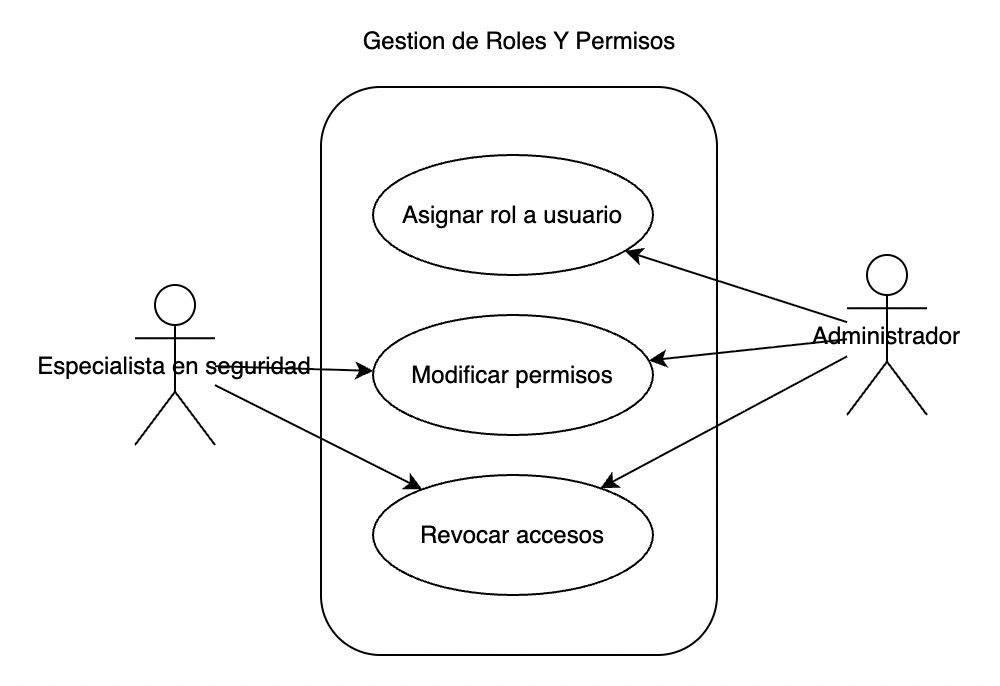 Gestion de Roles Y Permisos
Asignar rol a usuario
Administrador
Especialista en seguridad
Modificar permisos
Revocar accesos